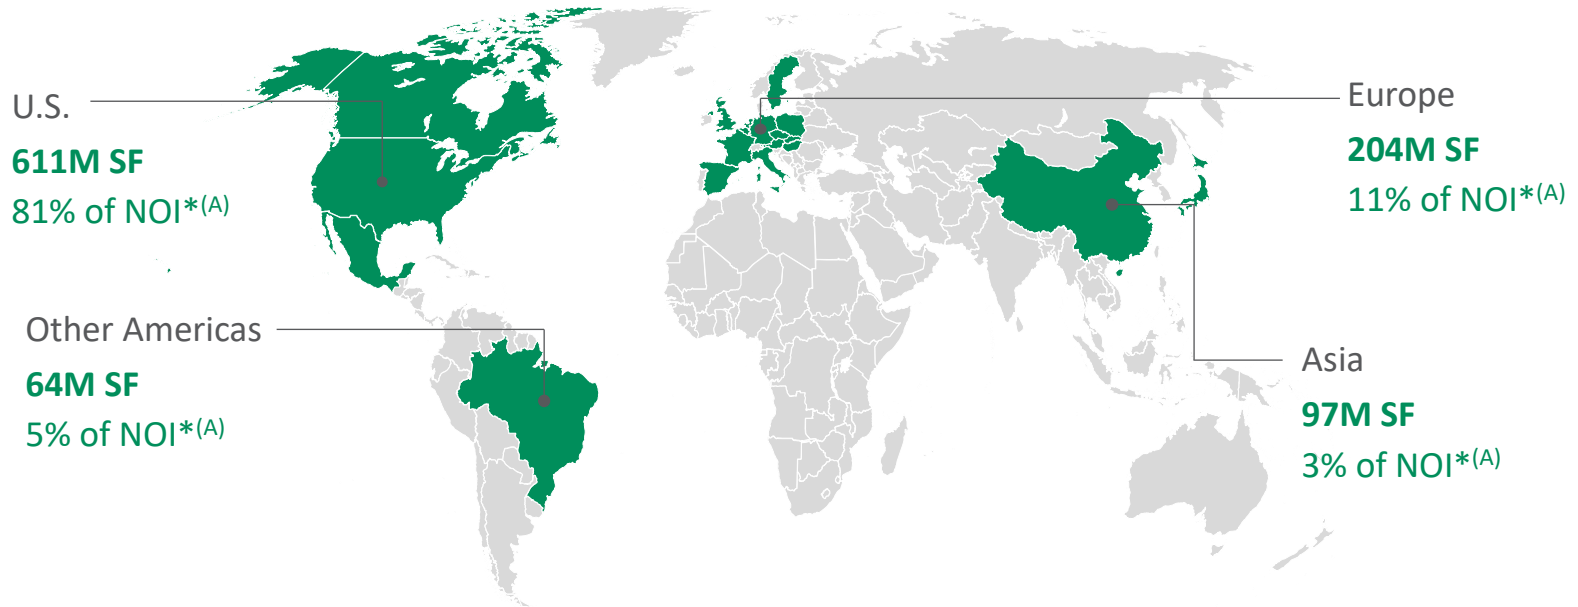 U.S.
611M SF
81% of NOI*(A)
Other Americas
64M SF
5% of NOI*(A)
Europe
204M SF
11% of NOI*(A)
Asia
97M SF
3% of NOI*(A)